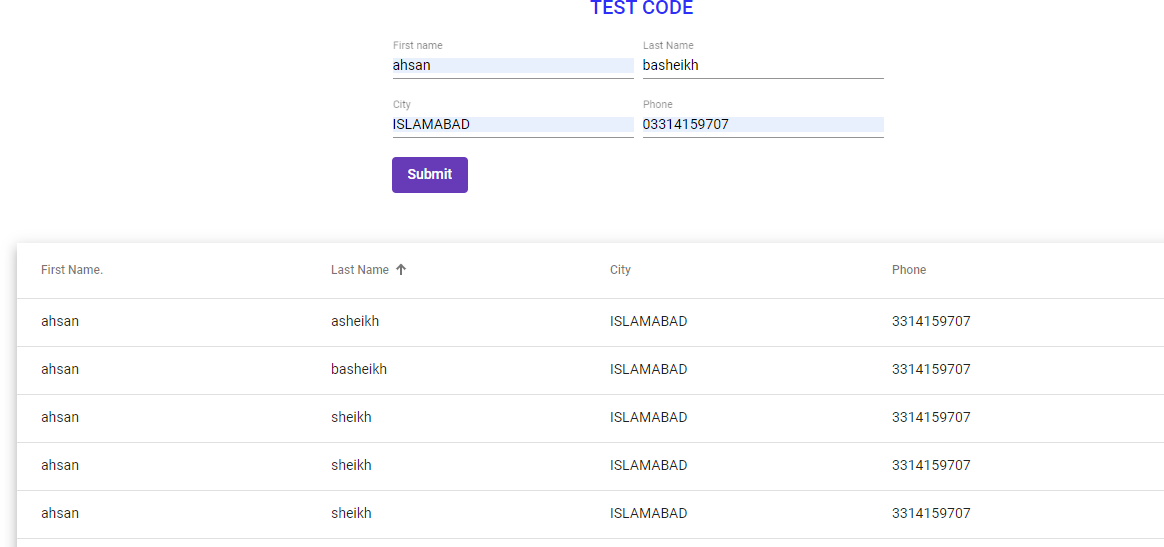 TEST CODE
First name Last Name
ahsan basheikh
City Phone
ISLAMABAD 03314159707
Submit
First Name. Last Name City Phone
ahsan asheikh ISLAMABAD 3314159707
ahsan basheikh ISLAMABAD 3314159707
ahsan sheikh ISLAMABAD 3314159707
ahsan sheikh ISLAMABAD 3314159707
ahsan sheikh ISLAMABAD 3314159707